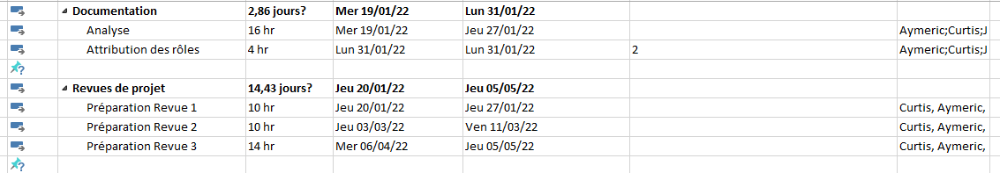 Documentation 2,86 jours? Mer 19/01/22 Lun 31/01/22
Analyse 16 hr Mer 19/01/22 Jeu 27/01/22 Aymeric;Curtis;J
Attribution des rôles 4 hr Lun 31/01/22 Lun 31/01/22 2 Aymeric;Curtis;J
?
Revues de projet 14,43 jours? Jeu 20/01/22 Jeu 05/05/22
Préparation Revue 1 10 hr Jeu 20/01/22 Jeu 27/01/22 Curtis, Aymeric,
Préparation Revue 2 10 hr Jeu 03/03/22 Ven 11/03/22 Curtis, Aymeric,
Préparation Revue 3 14 hr Mer 06/04/22 Jeu 05/05/22 Curtis, Aymeric,
?